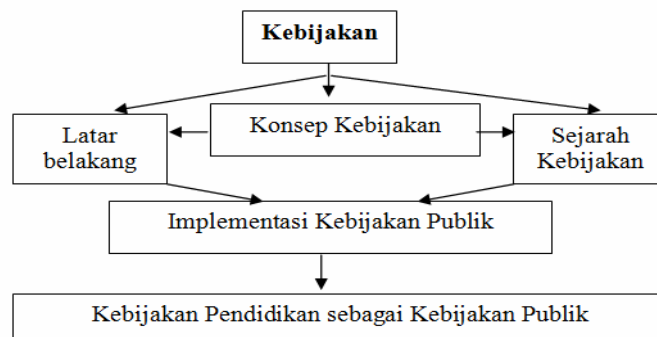 Kebijakan
Konsep Kebijakan
Latar
belakang
Sejarah
Kebijakan
Implementasi Kebijakan Publik
Kebijakan Pendidikan sebagai Kebijakan Publik